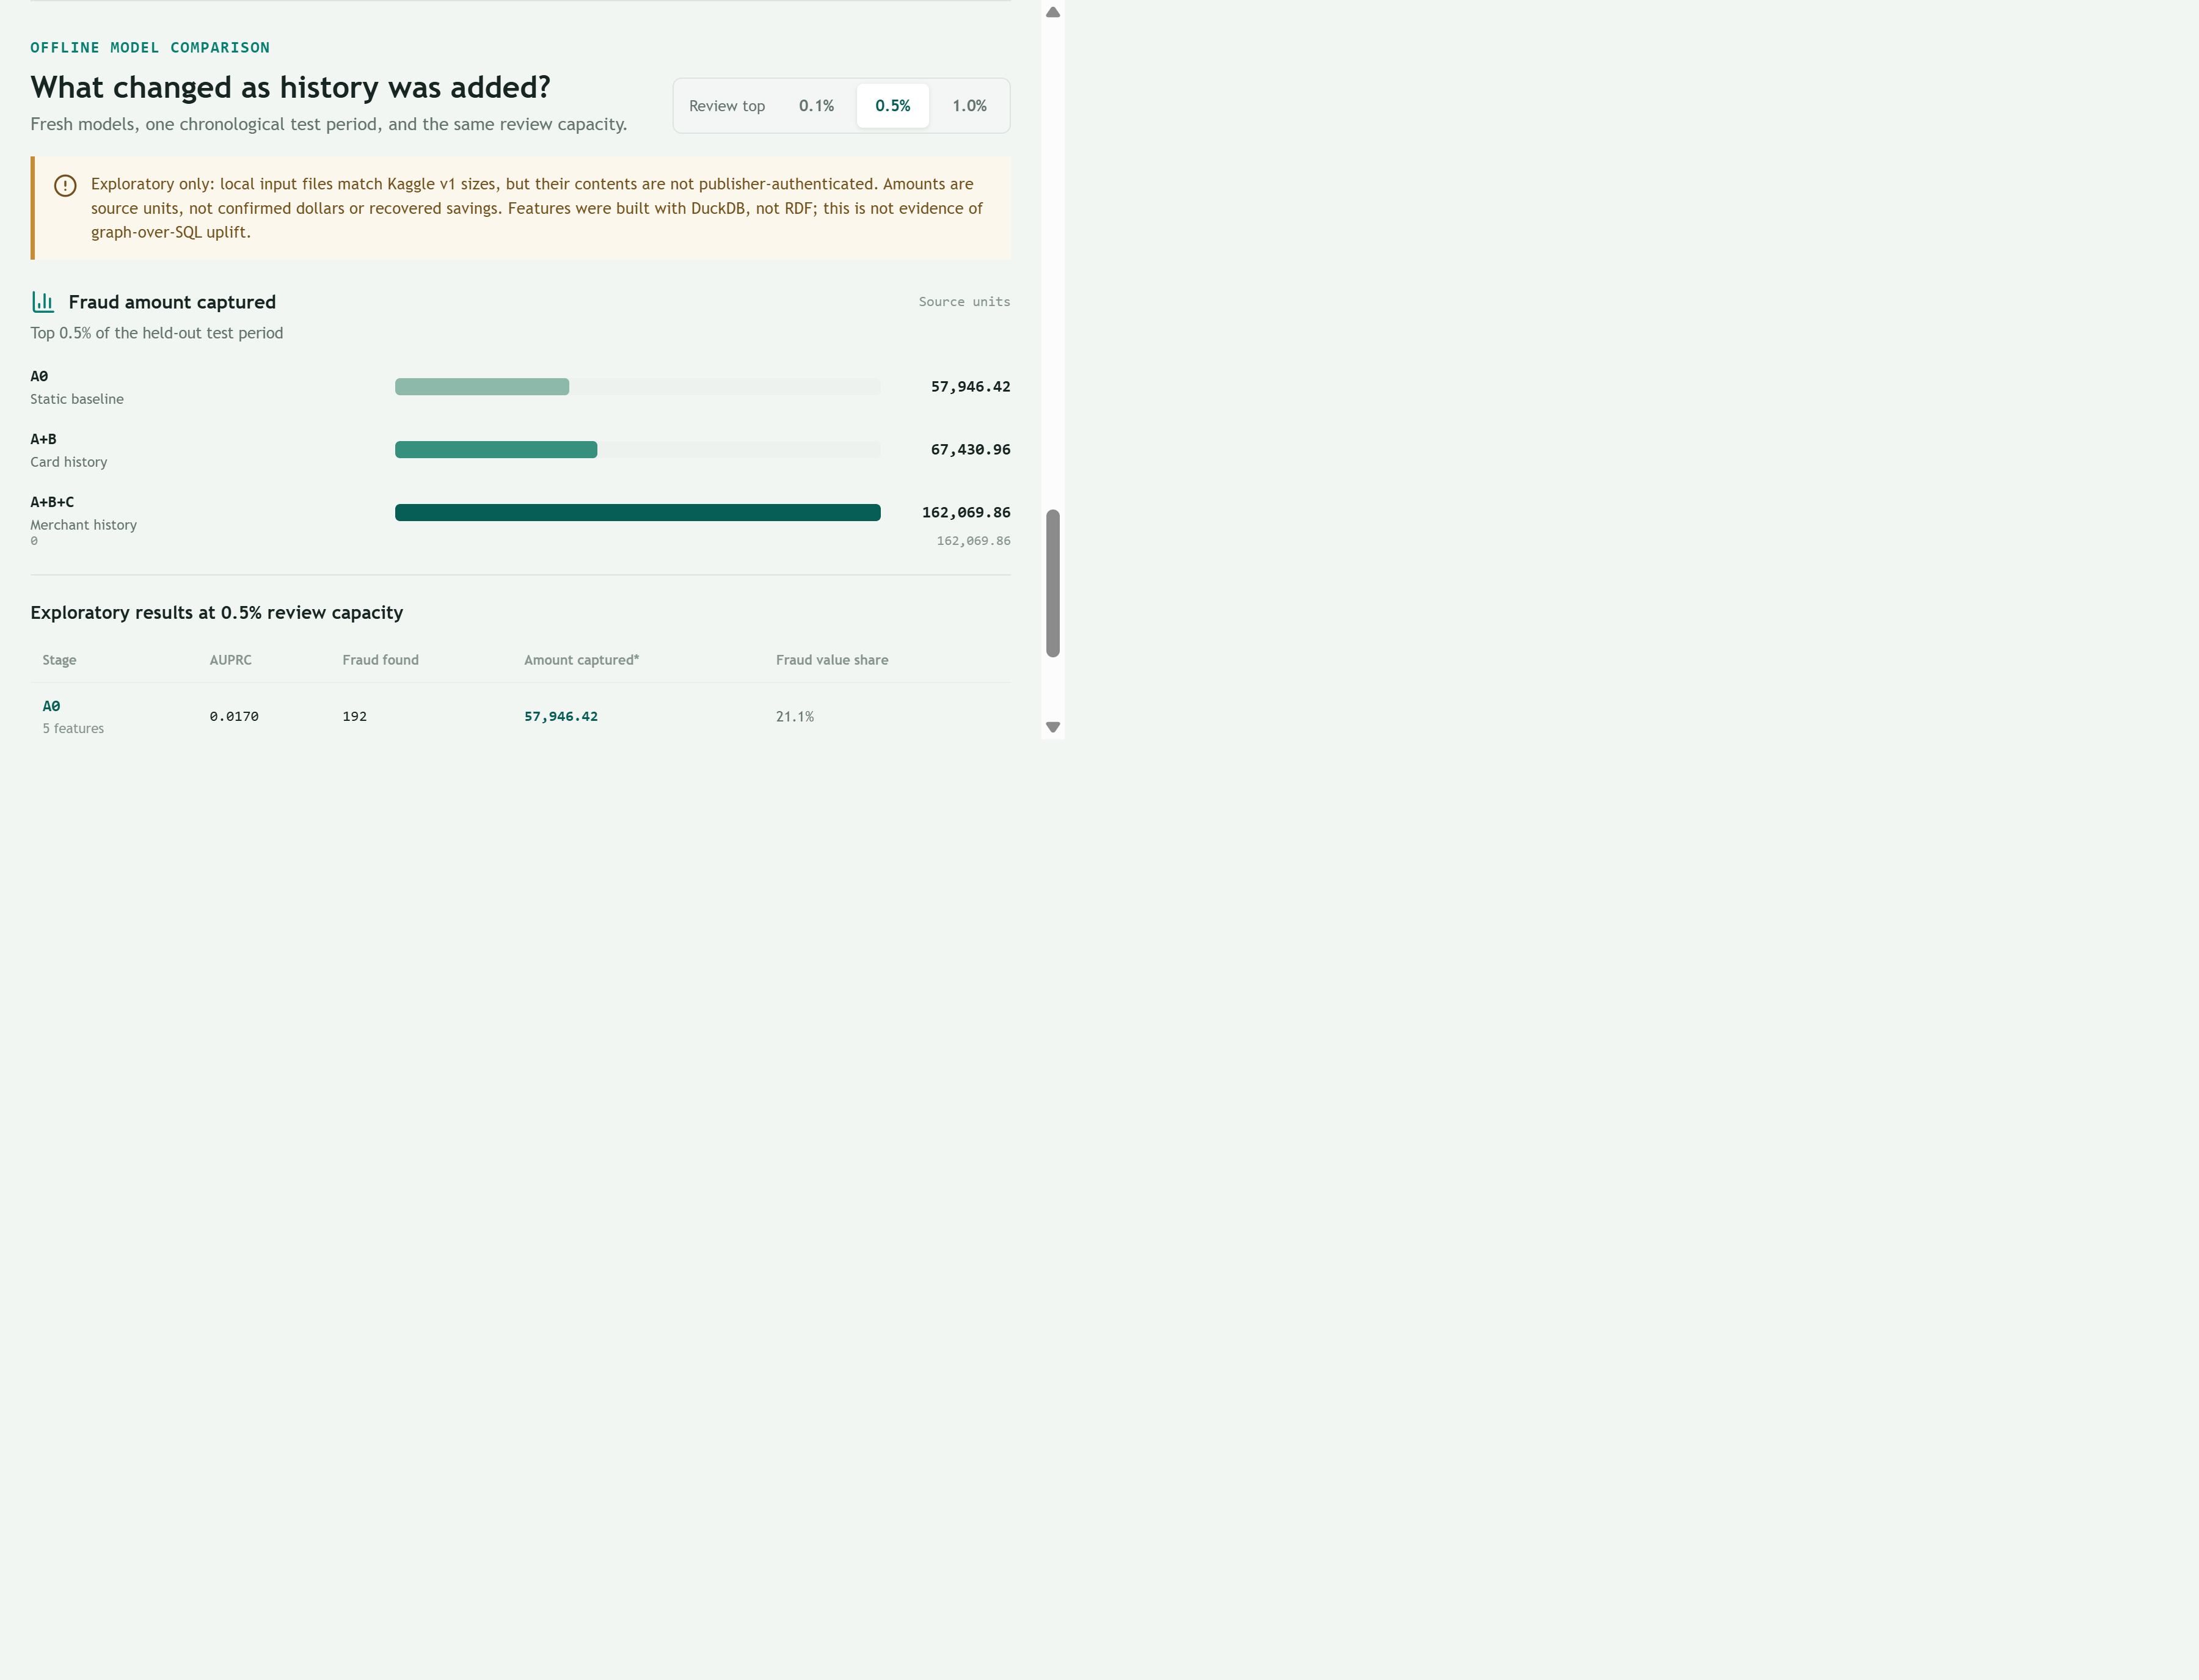 OFFLINE MODEL COMPARISON
What changed as history was added?
Fresh models, one chronological test period, and the same review capacity.
Review top 0.1% 0.5% 1.0%
Exploratory only: local input files match Kaggle v1 sizes, but their contents are not publisher-authenticated. Amounts are
source units, not confirmed dollars or recovered savings. Features were built with DuckDB, not RDF; this is not evidence of
graph-over-SQL uplift.
Fraud amount captured
Source units
Top 0.5% of the held-out test period
A0
Static baseline
57,946.42
A+B
Card history
67,430.96
A+B+C
Merchant history
162,069.86
0
162,069.86
Exploratory results at 0.5% review capacity
Stage AUPRC Fraud found Amount captured* Fraud value share
A0
5 features
0.0170 192 57,946.42 21.1%